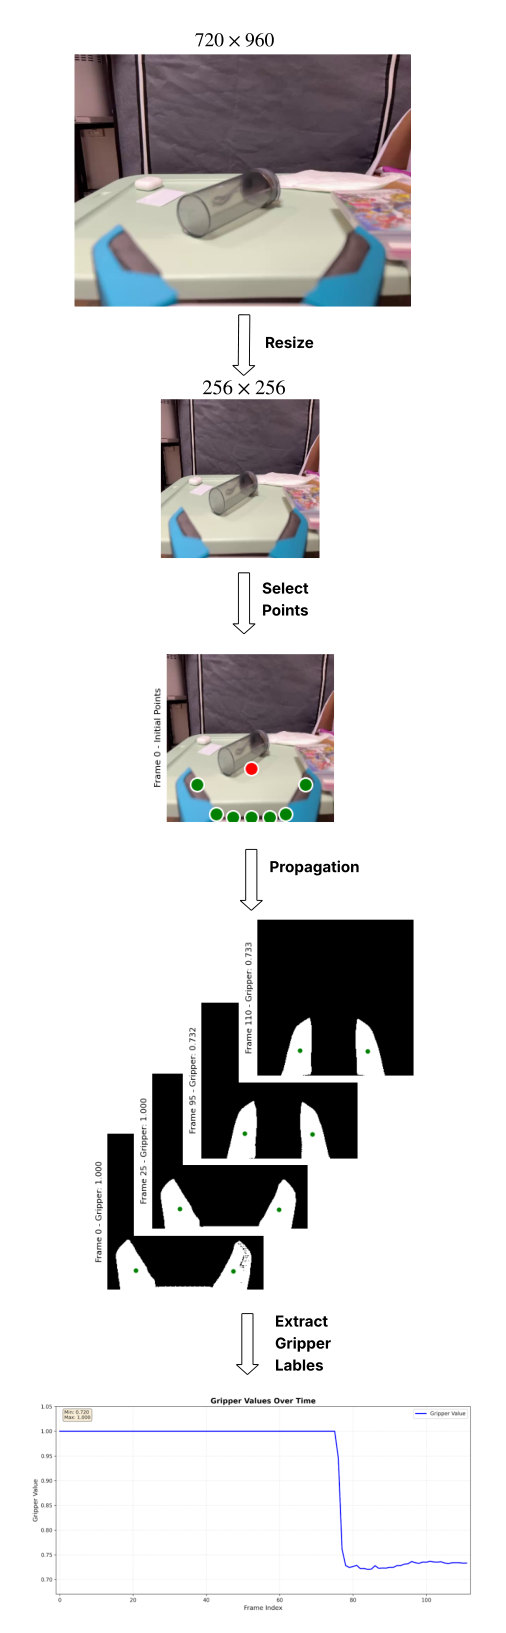 720 × 960
Resize
256 × 256
Select
Points
Frame 0 - Initial Points
Propagation
Frame 110 - Gripper: 0.733
Frame 95 - Gripper: 0.732
Frame 25 - Gripper: 1.000
Frame 0 - Gripper: 1.000
Extract
Gripper
Lables
Gripper Values Over Time
Min: 0.720
Max: 1.000
Gripper Value
1.05
1.00
0.95
0.90
0.85
0.80
0.75
0.70
Gripper Value
0 20 40 60 80 100
Frame Index